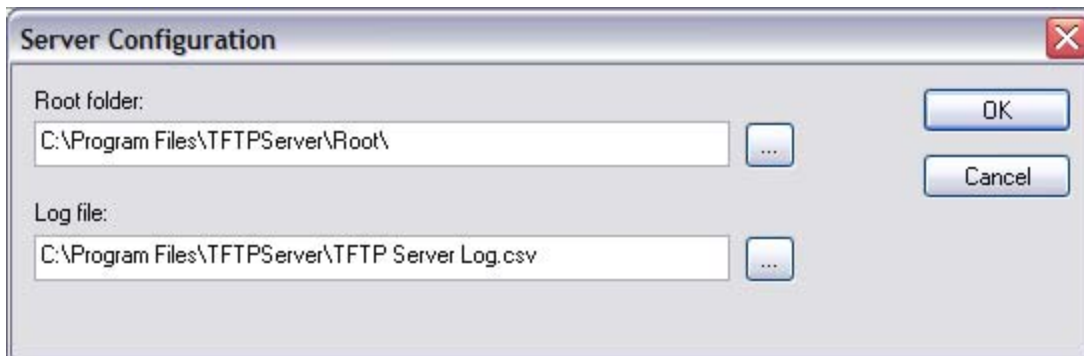 Server Configuration
Root folder:
C:\Program Files\TFTPServer\Root\
...
OK
Cancel
Log file:
C:\Program Files\TFTPServer\TFTP Server Log.csv
...